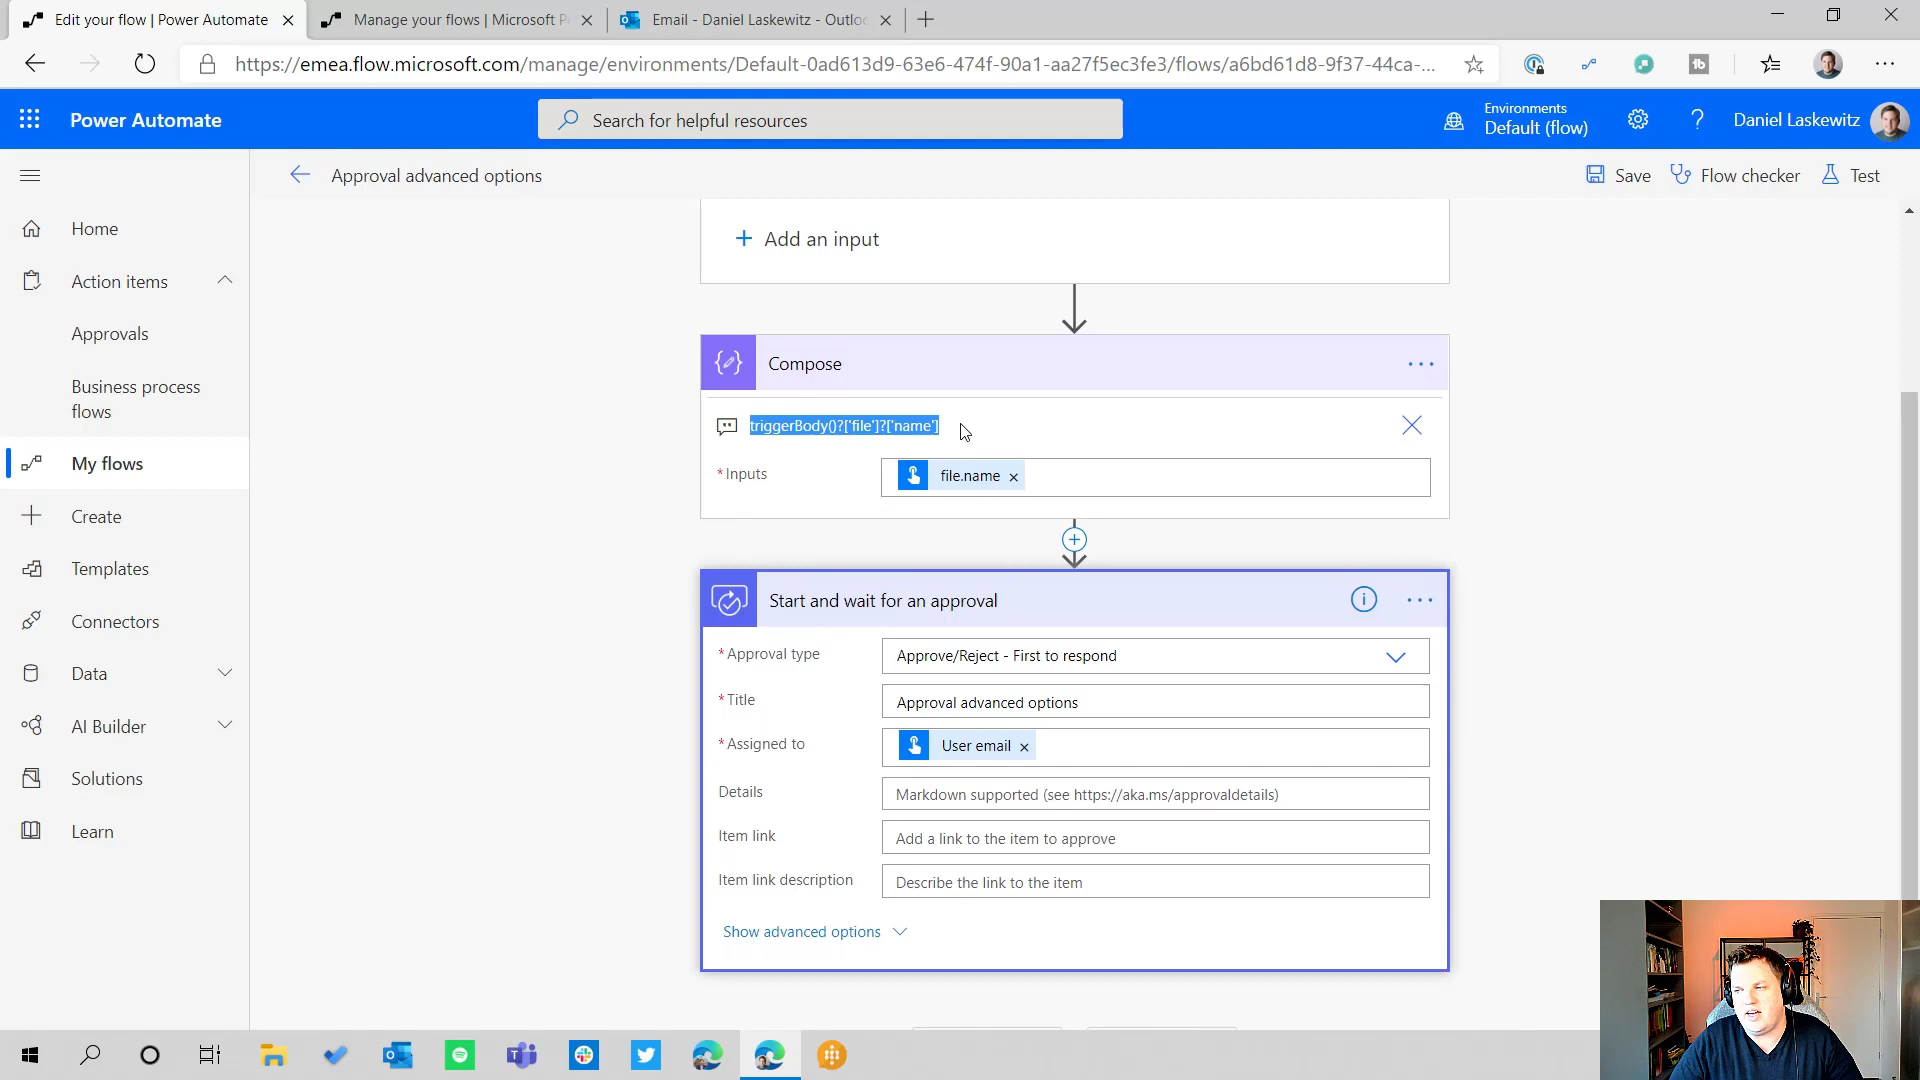 Edit your flow | Power Automate
Manage your flows | Microsoft P
Email - Daniel Laskewitz - Outloo
https://emea.flow.microsoft.com/manage/environments/Default-0ad613d9-63e6-474f-90a1-aa27f5ec3fe3/flows/a6bd61d8-9f37-44ca-...
Power Automate
Search for helpful resources
Environments
Default (flow)
Daniel Laskewitz
Approval advanced options
Save
Flow checker
Test
Home
Action items
Approvals
Business process
flows
My flows
Create
Templates
Connectors
Data
AI Builder
Solutions
Learn
Add an input
Compose
triggerBody()?['file']?['name']
*Inputs
file.name
Start and wait for an approval
*Approval type
Approve/Reject - First to respond
*Title
Approval advanced options
*Assigned to
User email
Details
Markdown supported (see https://aka.ms/approvaldetails)
Item link
Add a link to the item to approve
Item link description
Describe the link to the item
Show advanced options